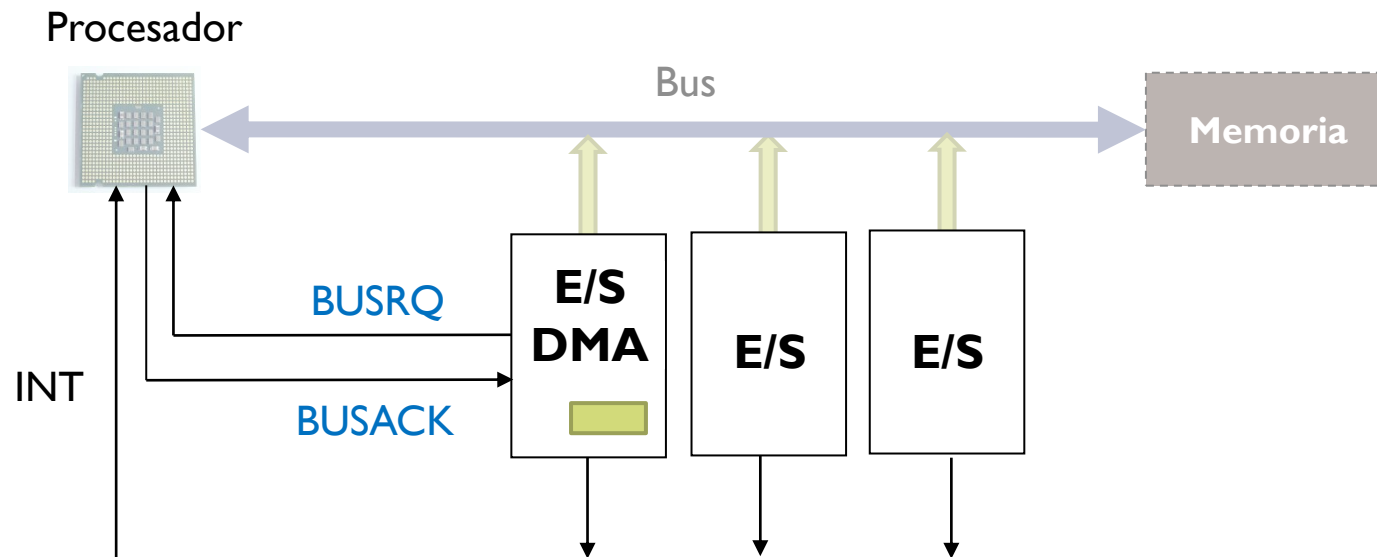 Procesador
Bus
Memoria
E/S
DMA
E/S
E/S
BUSRQ
INT
BUSACK